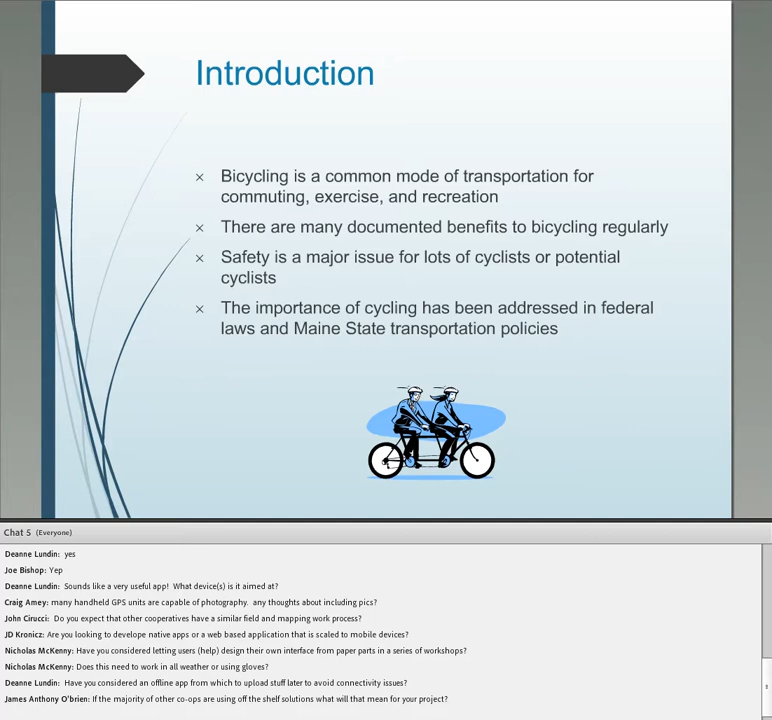 Introduction
× Bicycling is a common mode of transportation for
commuting, exercise, and recreation
× There are many documented benefits to bicycling regularly
× Safety is a major issue for lots of cyclists or potential
cyclists
× The importance of cycling has been addressed in federal
laws and Maine State transportation policies
Chat 5 (Everyone)
Deanne Lundin: yes
Joe Bishop: Yep
Deanne Lundin: Sounds like a very useful app! What device(s) is it aimed at?
Craig Amey: many handheld GPS units are capable of photography. any thoughts about including pics?
John Cirucci: Do you expect that other cooperatives have a similar field and mapping work process?
JD Kronicz: Are you looking to develope native apps or a web based application that is scaled to mobile devices?
Nicholas McKenny: Have you considered letting users (help) design their own interface from paper parts in a series of workshops?
Nicholas McKenny: Does this need to work in all weather or using gloves?
Deanne Lundin: Have you considered an offline app from which to upload stuff later to avoid connectivity issues?
James Anthony O'brien: If the majority of other co-ops are using off the shelf solutions what will that mean for your project?